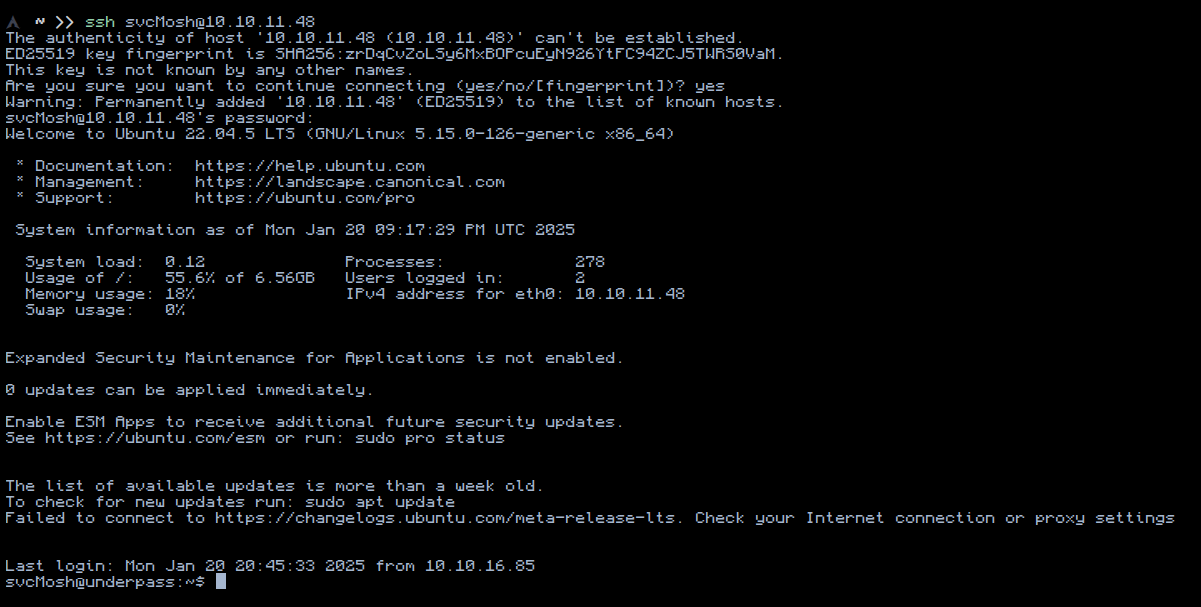 ~ >> ssh svcMosh@10.10.11.48
The authenticity of host '10.10.11.48 (10.10.11.48)' can't be established.
ED25519 key fingerprint is SHA256:zrDqCvZoLSy6MxBOPcuEyN926YtFC94ZCJ5TWRS0VaM.
This key is not known by any other names.
Are you sure you want to continue connecting (yes/no/[fingerprint])? yes
Warning: Permanently added '10.10.11.48' (ED25519) to the list of known hosts.
svcMosh@10.10.11.48's password:
Welcome to Ubuntu 22.04.5 LTS (GNU/Linux 5.15.0-126-generic x86_64)
* Documentation: https://help.ubuntu.com
* Management: https://landscape.canonical.com
* Support: https://ubuntu.com/pro
System information as of Mon Jan 20 09:17:29 PM UTC 2025
System load: 0.12 Processes: 278
Usage of /: 55.6% of 6.56GB Users logged in: 2
Memory usage: 18% IPv4 address for eth0: 10.10.11.48
Swap usage: 0%
Expanded Security Maintenance for Applications is not enabled.
0 updates can be applied immediately.
Enable ESM Apps to receive additional future security updates.
See https://ubuntu.com/esm or run: sudo pro status
The list of available updates is more than a week old.
To check for new updates run: sudo apt update
Failed to connect to https://changelogs.ubuntu.com/meta-release-lts. Check your Internet connection or proxy settings
Last login: Mon Jan 20 20:45:33 2025 from 10.10.16.85
svcMosh@underpass:~$